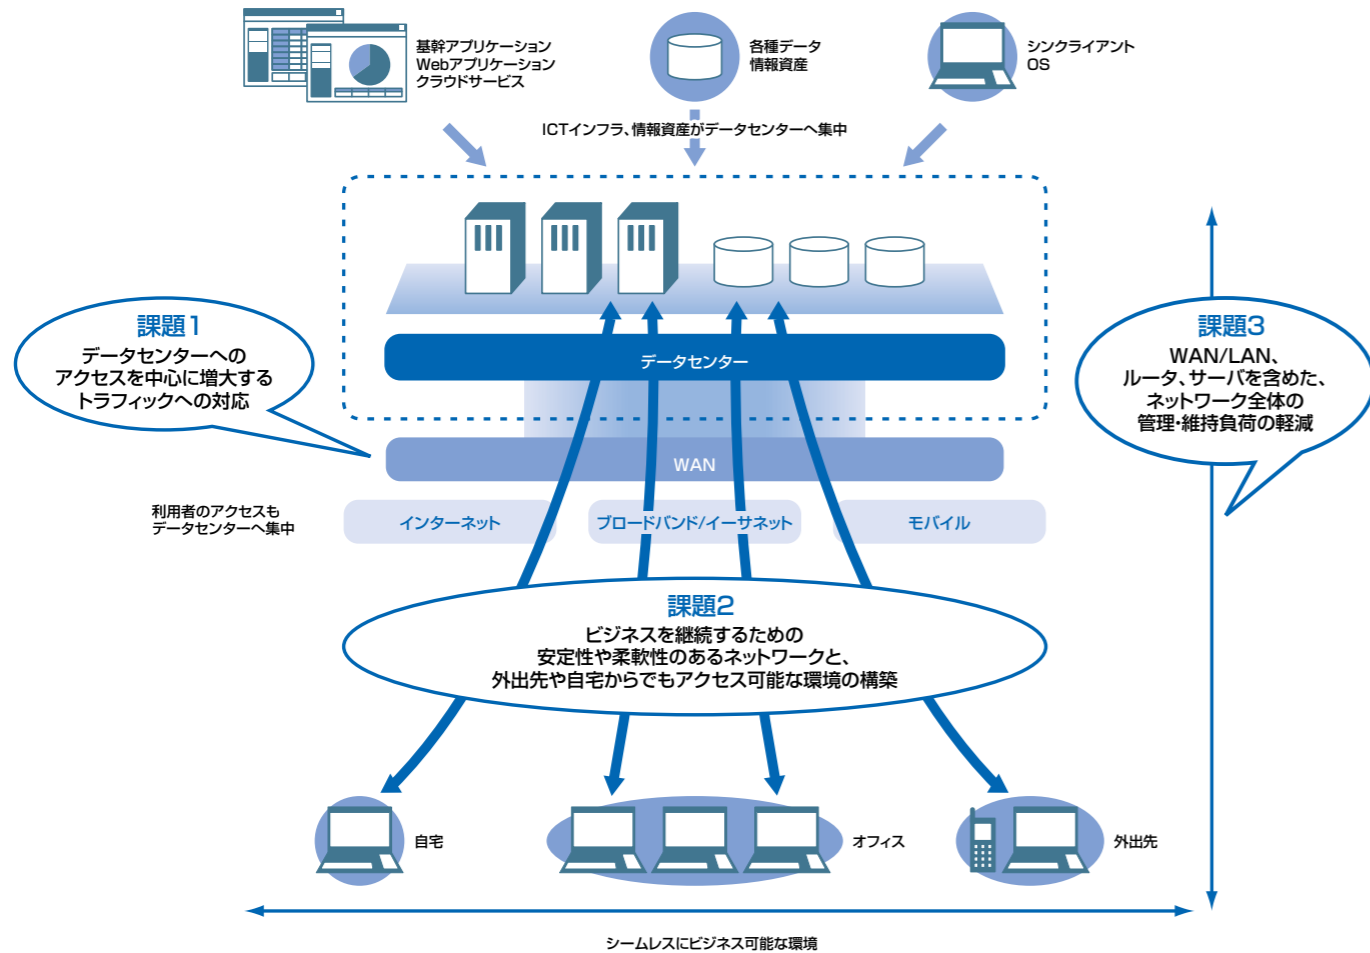 基幹アプリケーション
Webアプリケーション
クラウドサービス
各種データ
情報資産
シンクライアント
OS
ICTインフラ、情報資産がデータセンターへ集中
データセンター
課題1
データセンターへの
アクセスを中心に増大する
トラフィックへの対応
課題3
WAN/LAN、
ルータ、サーバを含めた、
ネットワーク全体の
管理・維持負荷の軽減
WAN
利用者のアクセスも
データセンターへ集中
インターネット
ブロードバンド/イーサネット
モバイル
課題2
ビジネスを継続するための
安定性や柔軟性のあるネットワークと、
外出先や自宅からでもアクセス可能な環境の構築
自宅
オフィス
外出先
シームレスにビジネス可能な環境